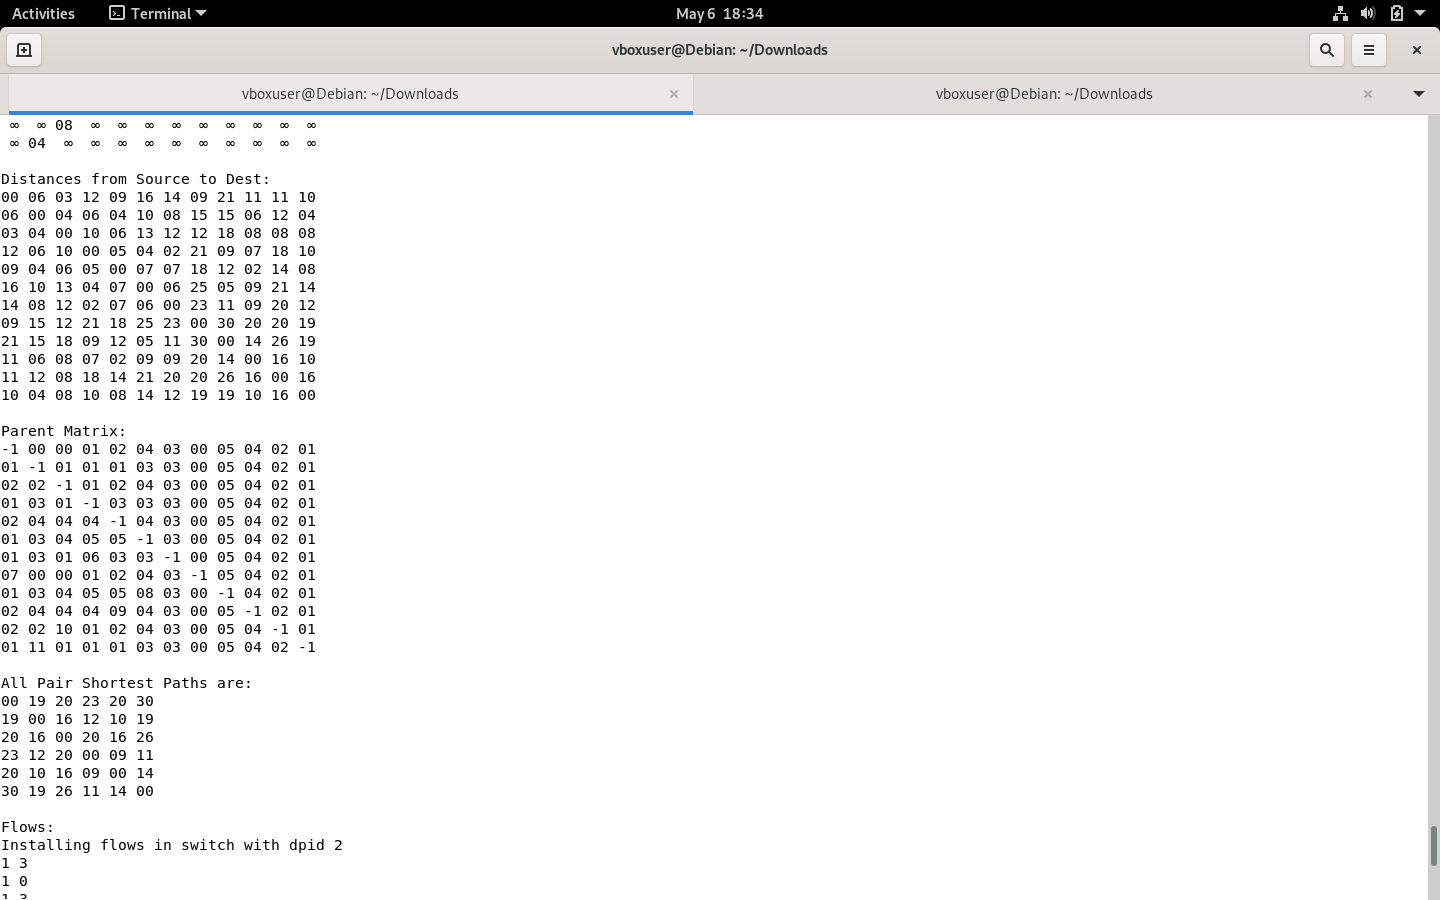 Activities Terminal May 6 18:34
vboxuser@Debian: ~/Downloads
vboxuser@Debian: ~/Downloads vboxuser@Debian: ~/Downloads
∞ ∞ 08 ∞ ∞ ∞ ∞ ∞ ∞ ∞ ∞ ∞
∞ 04 ∞ ∞ ∞ ∞ ∞ ∞ ∞ ∞ ∞ ∞
Distances from Source to Dest:
00 06 03 12 09 16 14 09 21 11 11 10
06 00 04 06 04 10 08 15 15 06 12 04
03 04 00 10 06 13 12 12 18 08 08 08
12 06 10 00 05 04 02 21 09 07 18 10
09 04 06 05 00 07 07 18 12 02 14 08
16 10 13 04 07 00 06 25 05 09 21 14
14 08 12 02 07 06 00 23 11 09 20 12
09 15 12 21 18 25 23 00 30 20 20 19
21 15 18 09 12 05 11 30 00 14 26 19
11 06 08 07 02 09 09 20 14 00 16 10
11 12 08 18 14 21 20 20 26 16 00 16
10 04 08 10 08 14 12 19 19 10 16 00
Parent Matrix:
-1 00 00 01 02 04 03 00 05 04 02 01
01 -1 01 01 01 03 03 00 05 04 02 01
02 02 -1 01 02 04 03 00 05 04 02 01
01 03 01 -1 03 03 03 00 05 04 02 01
02 04 04 04 -1 04 03 00 05 04 02 01
01 03 04 05 05 -1 03 00 05 04 02 01
01 03 01 06 03 03 -1 00 05 04 02 01
07 00 00 01 02 04 03 -1 05 04 02 01
01 03 04 05 05 08 03 00 -1 04 02 01
02 04 04 04 09 04 03 00 05 -1 02 01
02 02 10 01 02 04 03 00 05 04 -1 01
01 11 01 01 01 03 03 00 05 04 02 -1
All Pair Shortest Paths are:
00 19 20 23 20 30
19 00 16 12 10 19
20 16 00 20 16 26
23 12 20 00 09 11
20 10 16 09 00 14
30 19 26 11 14 00
Flows:
Installing flows in switch with dpid 2
1 3
1 0
1 3